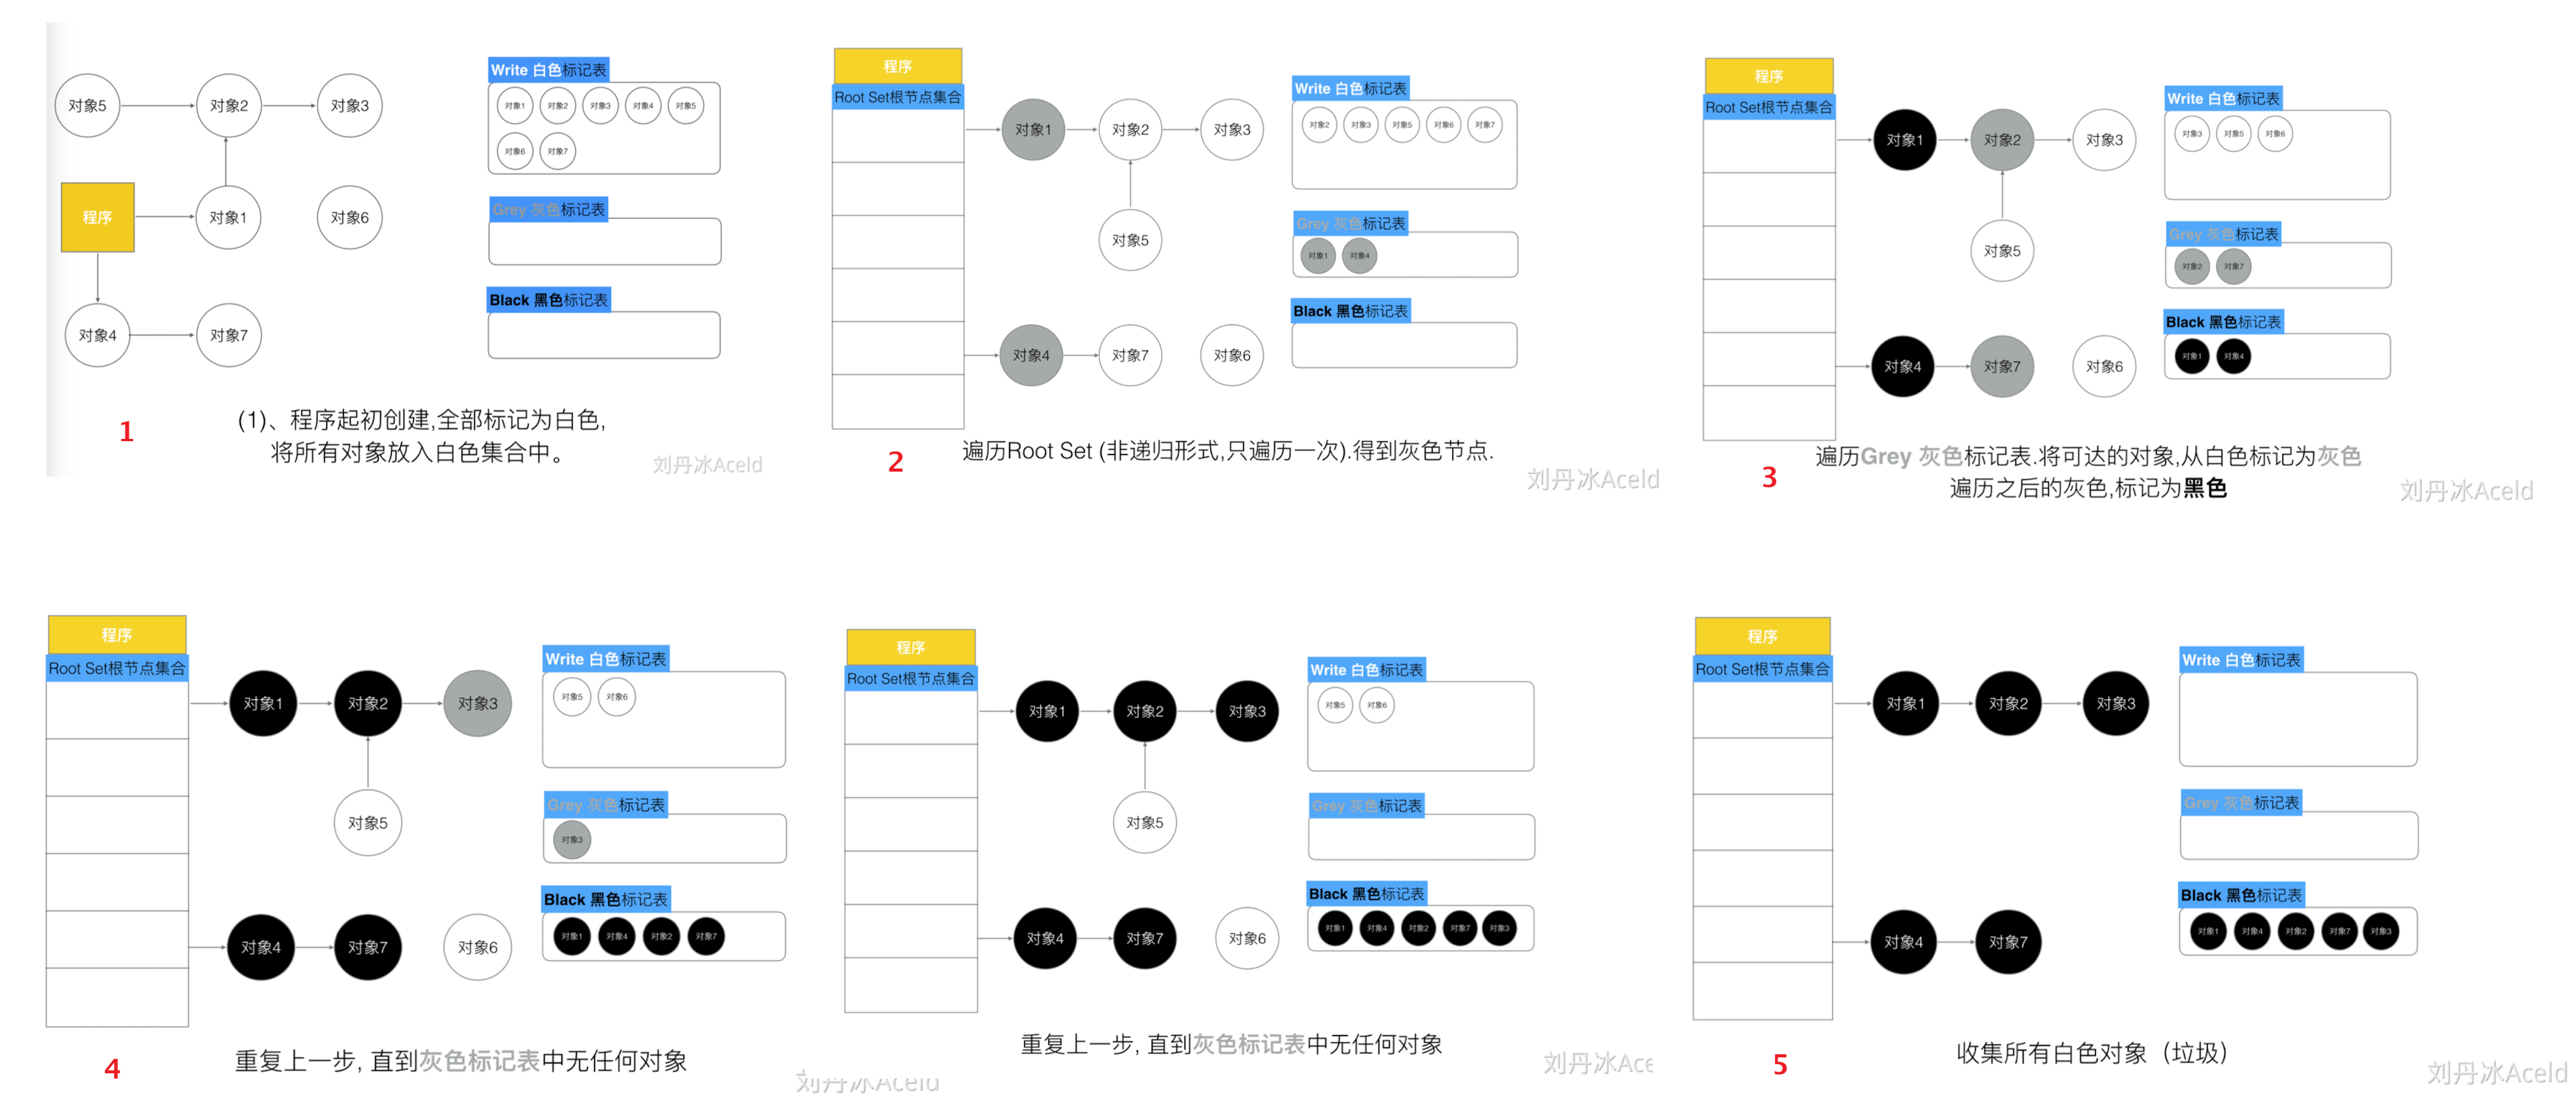 对象5
对象2
对象3
程序
对象1
对象6
对象4
对象7
Write 白色标记表
对象1 对象2 对象3 对象4 对象5
对象6 对象7
Grey 灰色标记表
Black 黑色标记表
1
(1)、程序起初创建,全部标记为白色,
将所有对象放入白色集合中。
刘丹冰Aceld
程序
Root Set根节点集合
对象1
对象2
对象3
对象5
对象4
对象7
对象6
Write 白色标记表
对象2 对象3 对象5 对象6 对象7
Grey 灰色标记表
对象1 对象4
Black 黑色标记表
2
遍历Root Set (非递归形式,只遍历一次).得到灰色节点.
刘丹冰Aceld
程序
Root Set根节点集合
对象1
对象2
对象3
对象5
对象4
对象7
对象6
Write 白色标记表
对象3 对象5 对象6
Grey 灰色标记表
对象2 对象7
Black 黑色标记表
对象1 对象4
3
遍历Grey 灰色标记表.将可达的对象,从白色标记为灰色
遍历之后的灰色,标记为黑色
刘丹冰Aceld
程序
Root Set根节点集合
对象1
对象2
对象3
对象5
对象4
对象7
对象6
Write 白色标记表
对象5 对象6
Grey 灰色标记表
对象3
Black 黑色标记表
对象1 对象4 对象2 对象7
4
重复上一步, 直到灰色标记表中无任何对象
刘丹冰Aceld
程序
Root Set根节点集合
对象1
对象2
对象3
对象5
对象4
对象7
对象6
Write 白色标记表
对象5 对象6
Grey 灰色标记表
Black 黑色标记表
对象1 对象4 对象2 对象7 对象3
重复上一步, 直到灰色标记表中无任何对象
刘丹冰Ace
程序
Root Set根节点集合
对象1
对象2
对象3
对象4
对象7
Write 白色标记表
Grey 灰色标记表
Black 黑色标记表
对象1 对象4 对象2 对象7 对象3
5
收集所有白色对象（垃圾）
刘丹冰Aceld